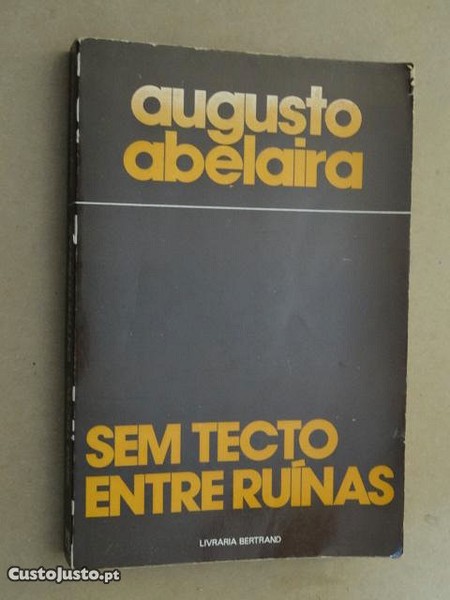 augusto
abelaira
SEM TECTO
ENTRE RUÍNAS
LIVRARIA BERTRAND
CustoJusto.pt